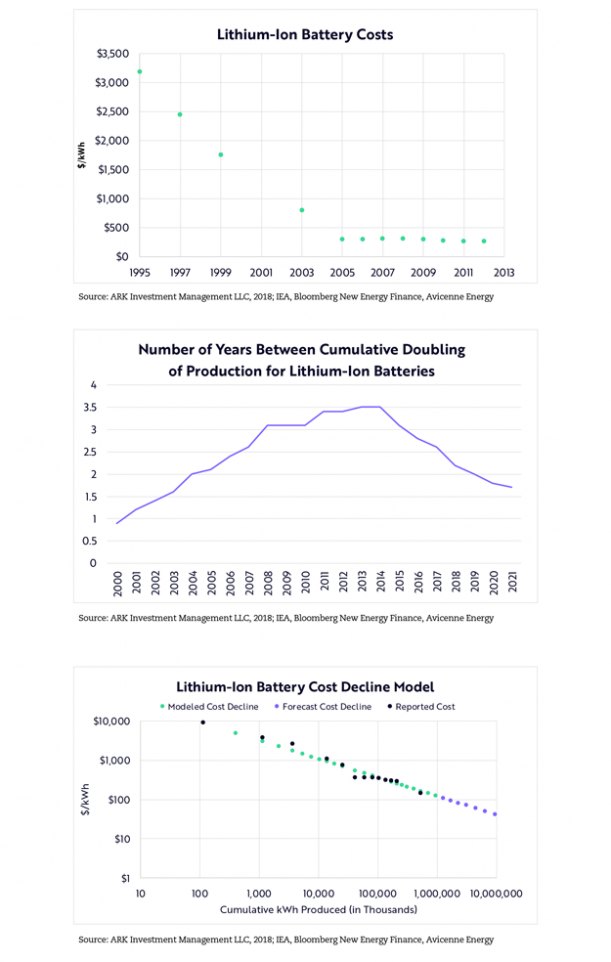 Lithium-Ion Battery Costs
$3,500
$3,000
$2,500
$2,000
$1,500
$1,000
$500
$0
$/kWh
1995 1997 1999 2001 2003 2005 2007 2009 2011 2013
Source: ARK Investment Management LLC, 2018; IEA, Bloomberg New Energy Finance, Avicenne Energy
Number of Years Between Cumulative Doubling
of Production for Lithium-Ion Batteries
4
3.5
3
2.5
2
1.5
1
0.5
0
2000 2001 2002 2003 2004 2005 2006 2007 2008 2009 2010 2011 2012 2013 2014 2015 2016 2017 2018 2019 2020 2021
Source: ARK Investment Management LLC, 2018; IEA, Bloomberg New Energy Finance, Avicenne Energy
Lithium-Ion Battery Cost Decline Model
Modeled Cost Decline Forecast Cost Decline Reported Cost
$10,000
$1,000
$100
$10
$1
$/kWh
10 100 1,000 10,000 100,000 1,000,000 10,000,000
Cumulative kWh Produced (in Thousands)
Source: ARK Investment Management LLC, 2018; IEA, Bloomberg New Energy Finance, Avicenne Energy